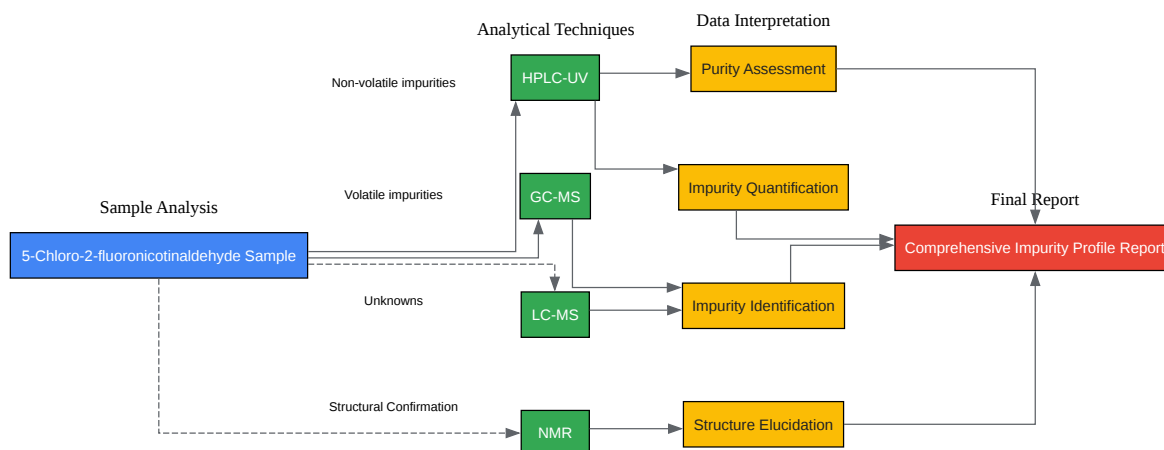 Data Interpretation
Analytical Techniques
Purity Assessment
HPLC-UV
Non-volatile impurities
Impurity Quantification
GC-MS
Volatile impurities
Final Report
Sample Analysis
Comprehensive Impurity Profile Report
5-Chloro-2-fluoronicotinaldehyde Sample
Unknowns
Impurity Identification
LC-MS
Structural Confirmation
Structure Elucidation
NMR